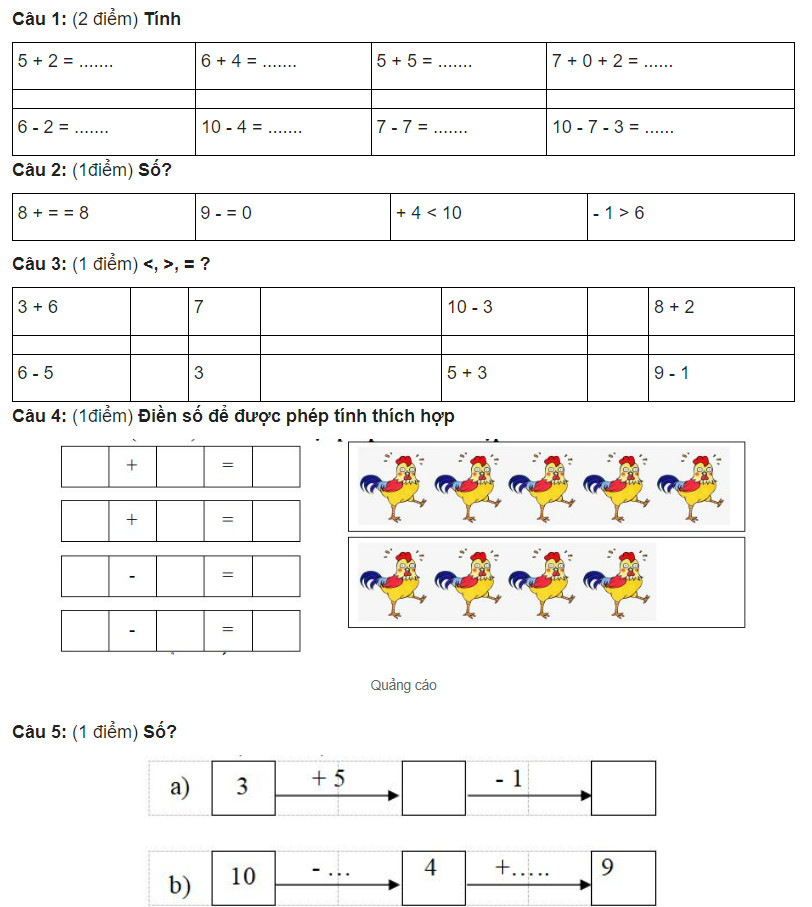 Câu 1: (2 điểm) Tính
5 + 2 = ....... 6 + 4 = ....... 5 + 5 = ....... 7 + 0 + 2 = ......
6 - 2 = ....... 10 - 4 = ....... 7 - 7 = ....... 10 - 7 - 3 = ......
Câu 2: (1điểm) Số?
8 + = = 8 9 - = 0 + 4 < 10 - 1 > 6
Câu 3: (1 điểm) <, >, = ?
3 + 6 7 10 - 3 8 + 2
6 - 5 3 5 + 3 9 - 1
Câu 4: (1điểm) Điền số để được phép tính thích hợp
+ =
+ =
- =
- =
Quảng cáo
Câu 5: (1 điểm) Số?
a) 3 + 5 - 1
b) 10 - ... 4 +..... 9